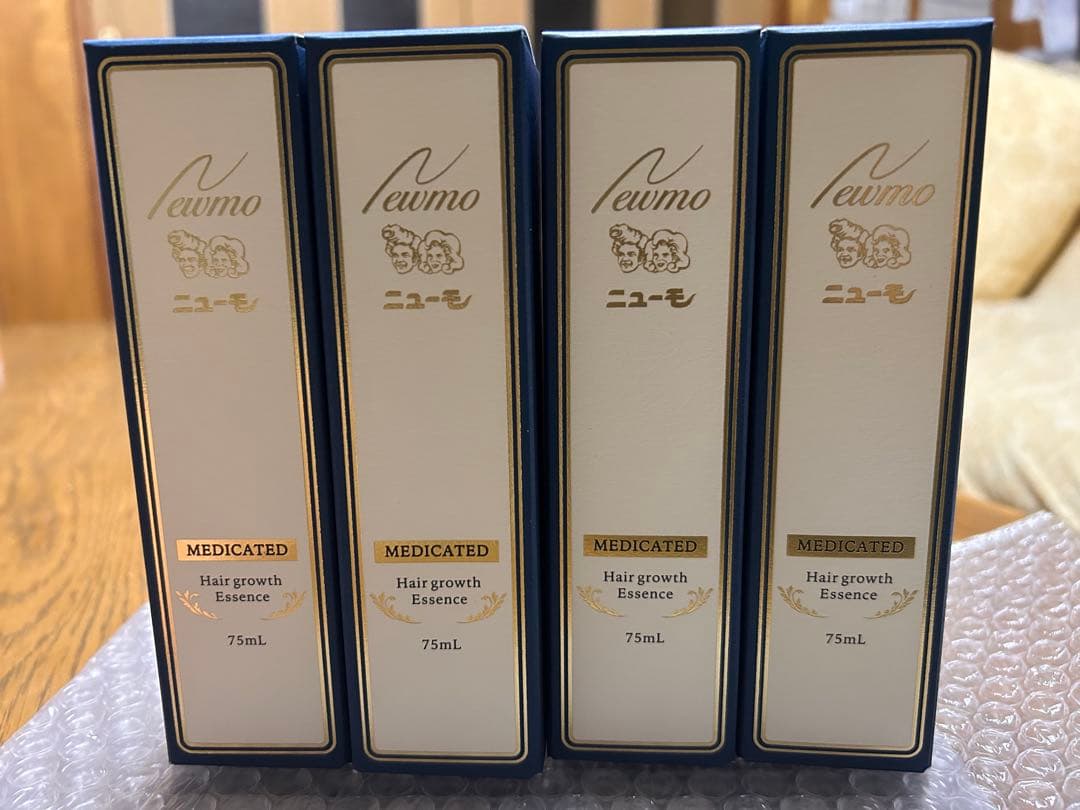 Newmo
ニューモ
MEDICATED
Hair growth
Essence
75mL
Newmo
ニューモ
MEDICATED
Hair growth
Essence
75mL
Newmo
ニューモ
MEDICATED
Hair growth
Essence
75mL
Newmo
ニューモ
MEDICATED
Hair growth
Essence
75mL